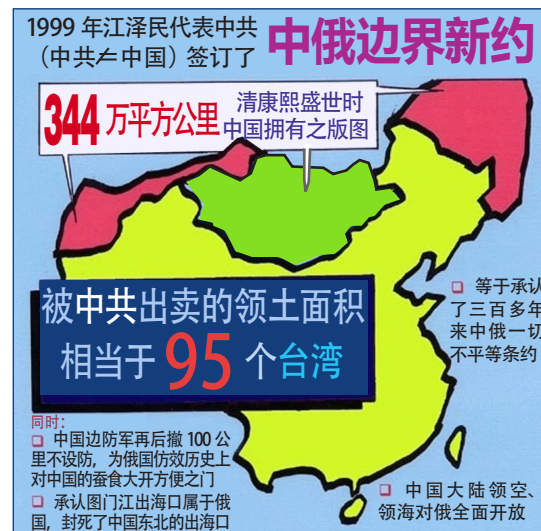 1999 年江泽民代表中共
（中共≠中国）签订了
中俄边界新约
344 万平方公里
清康熙盛世时
中国拥有之版图
被中共出卖的领土面积
相当于 95 个台湾
等于承认
了三百多年
来中俄一切
不平等条约
同时：
中国边防军再后撤 100 公
里不设防，为俄国仿效历史上
对中国的蚕食大开方便之门
承认图门江出海口属于俄
国，封死了中国东北的出海口
中国大陆领空、
领海对俄全面开放